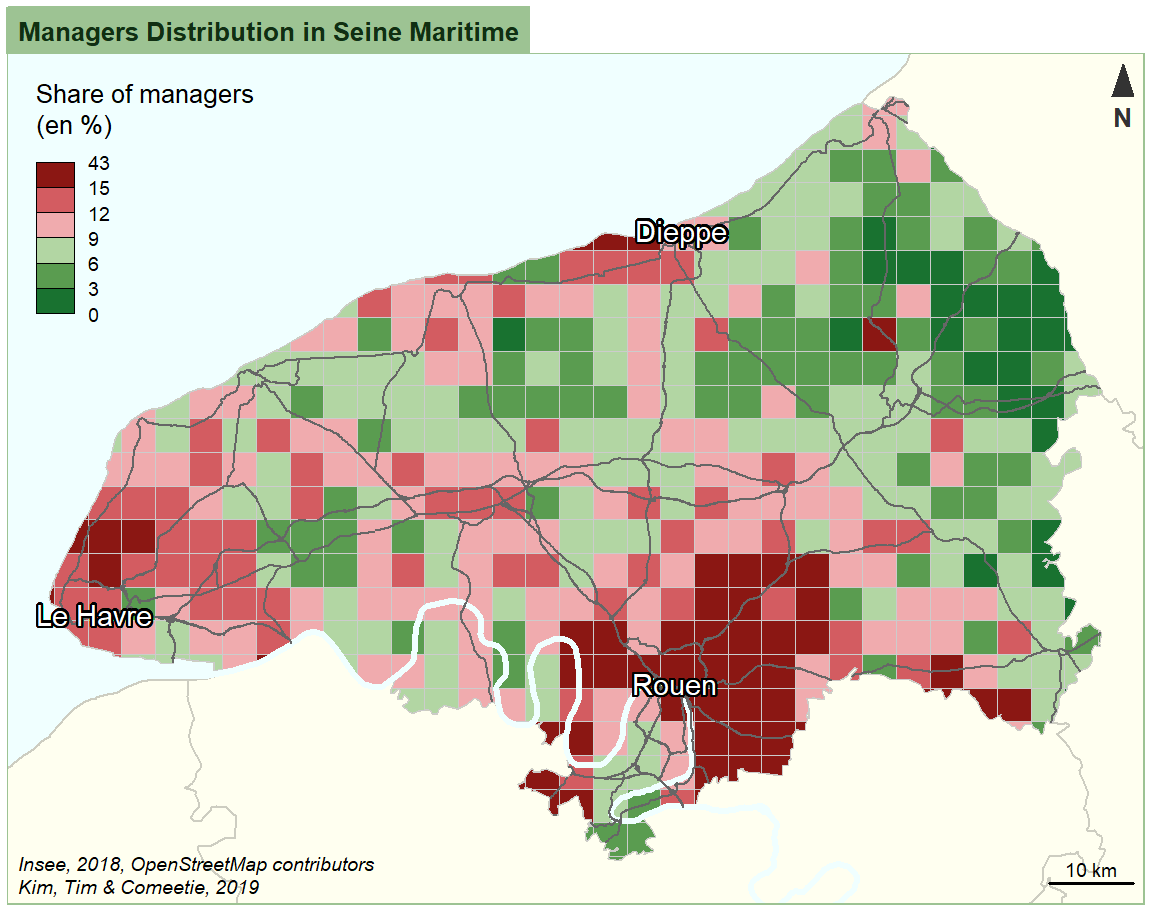 Managers Distribution in Seine Maritime
Share of managers
(en %)
43
15
12
9
6
3
0
N
Dieppe
Le Havre
Rouen
Insee, 2018, OpenStreetMap contributors
Kim, Tim & Comeetie, 2019
10 km